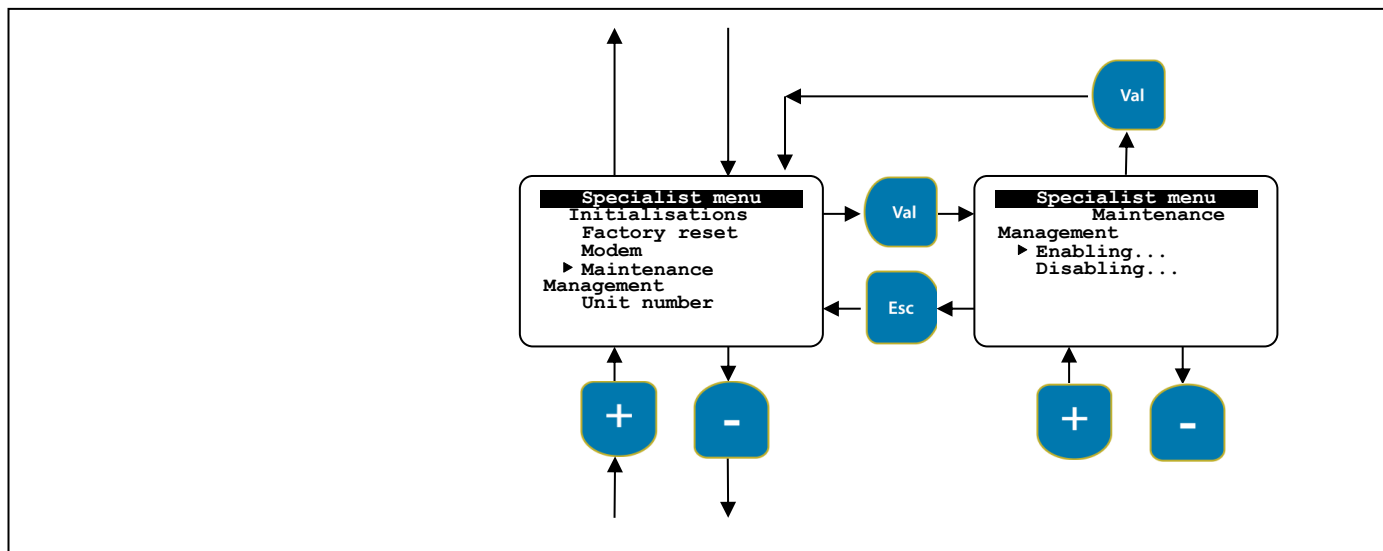 Val
Specialist menu
Initialisations
Factory reset
Modem
Maintenance
Management
Unit number
Val
Esc
Specialist menu
Maintenance
Management
Enabling...
Disabling...
+
-
+
-